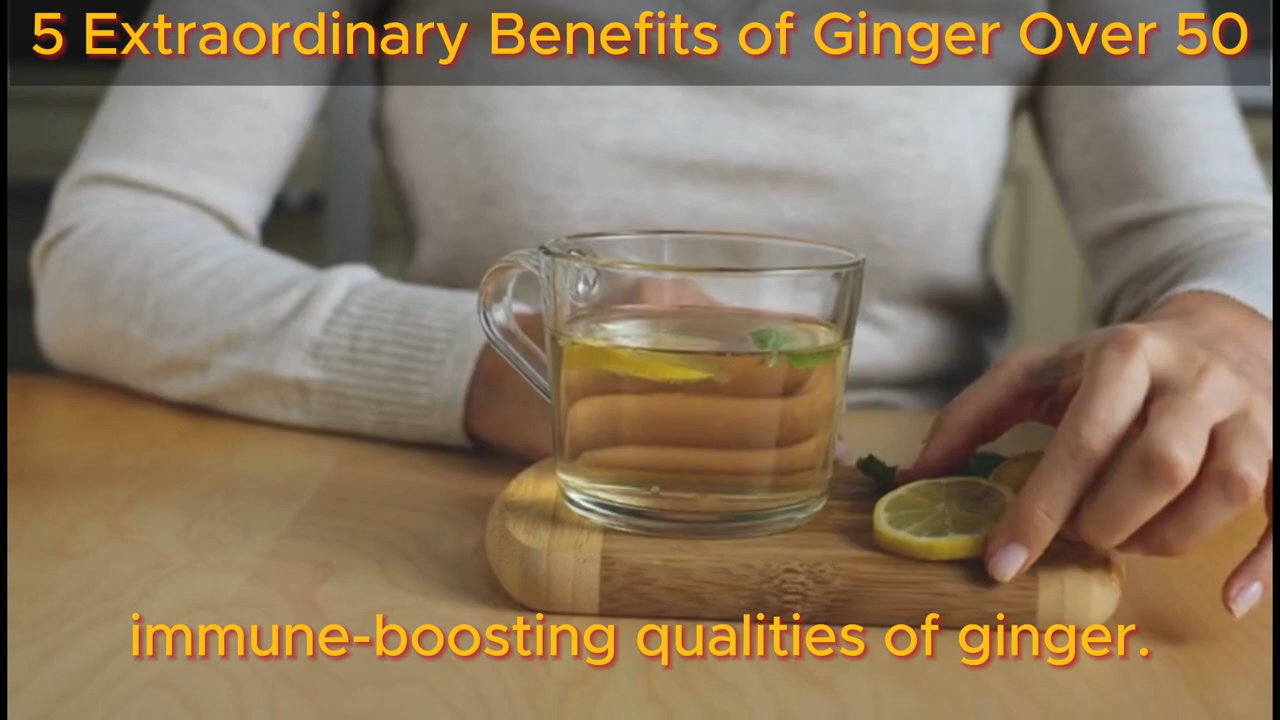 5 Extraordinary Benefits of Ginger Over 50
immune-boosting qualities of ginger.